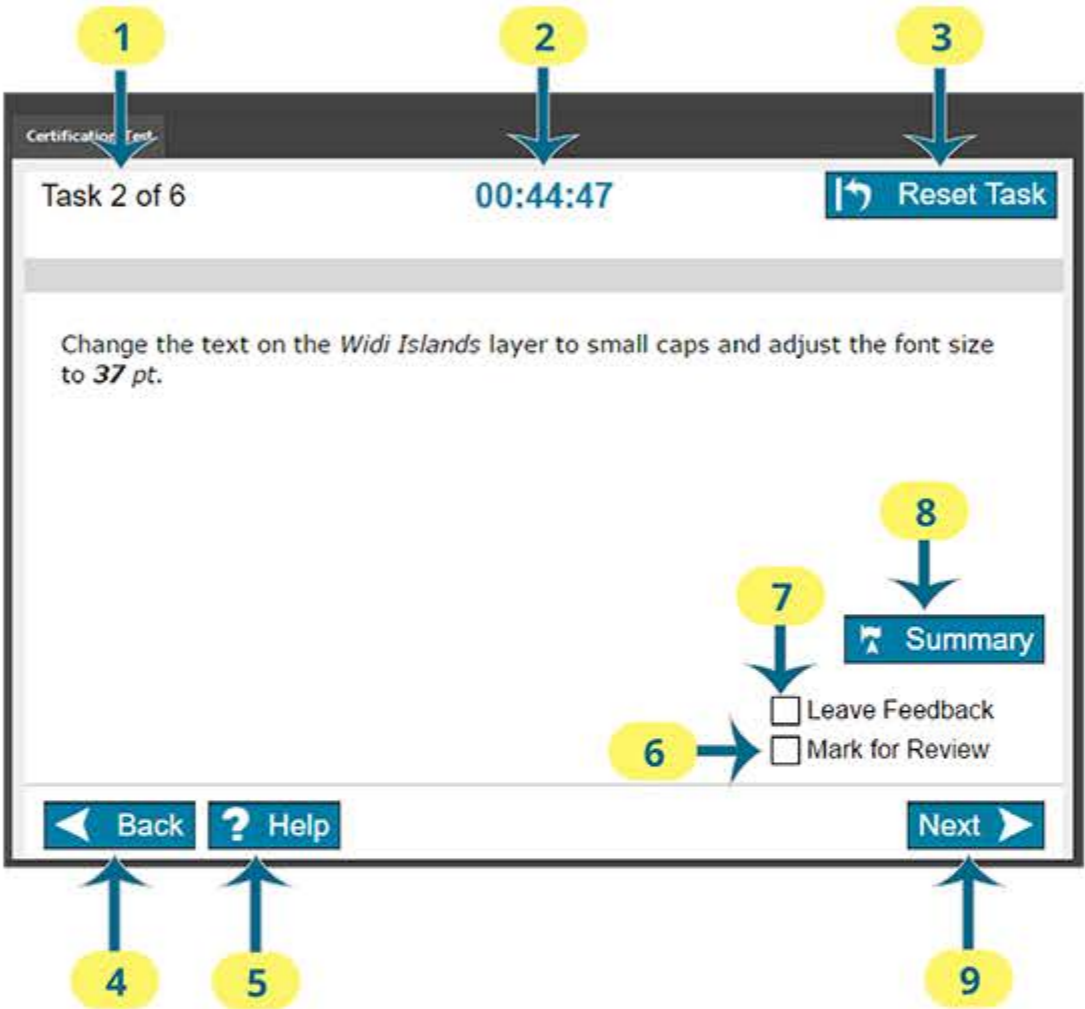 1 2 3
Certification Test
Task 2 of 6 00:44:47 Reset Task
Change the text on the Widi Islands layer to small caps and adjust the font size
to 37 pt.
8
7
Summary
Leave Feedback
6 Mark for Review
Back ? Help Next
4 5 9